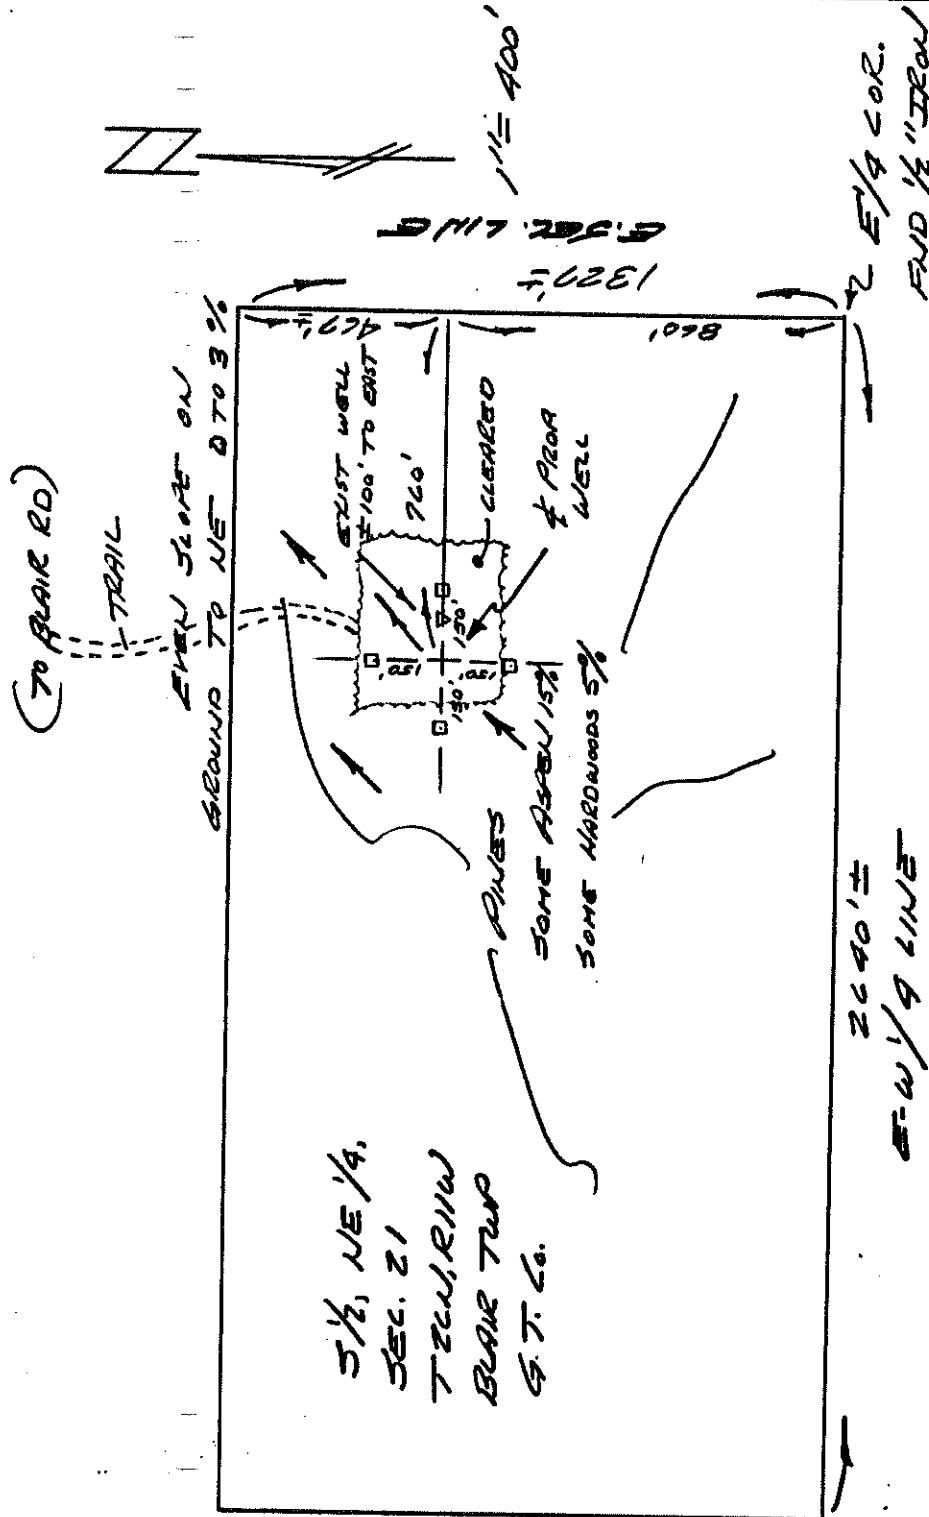 N
(TO BLAIR RD)
TRAIL
EVEN SLOPE ON
GROUND TO NE 0 TO 3%
1"= 400'
E. SEC. LINE
1327'±
467'±
860'
EXIST WELL
±100' TO EAST
760'
CLEARED
℄ PROP
WELL
150'
150'
150'
150'
PINES
SOME ASPEN 15%
SOME HARDWOODS 5%
S 1/2, NE 1/4,
SEC. 21
T26N, R11W
BLAIR TWP
G.T. Co.
2640'±
E-W 1/4 LINE
E 1/4 COR.
FND 1/2" IRON